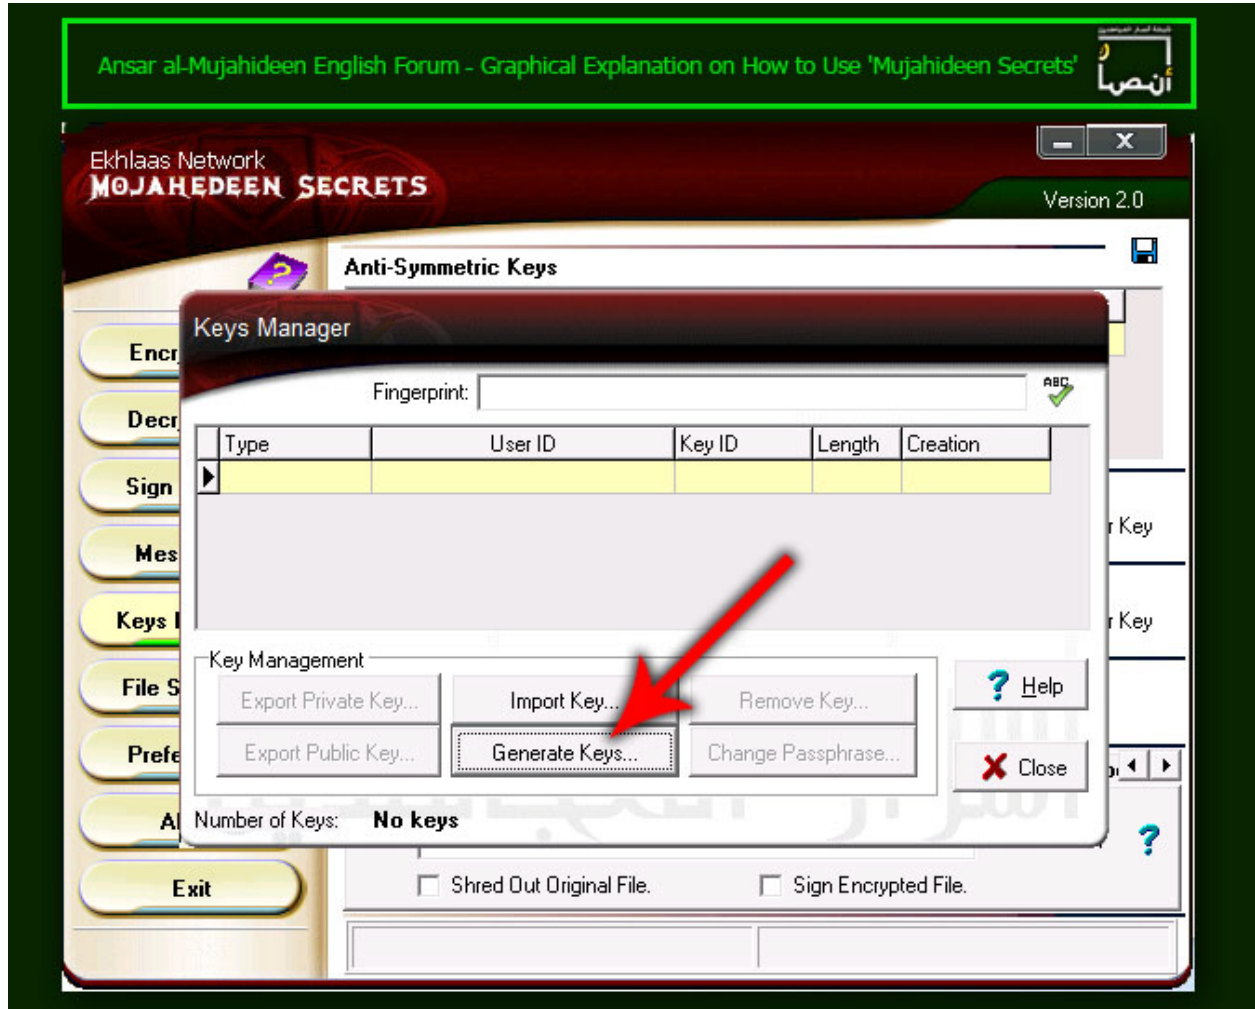 Ansar al-Mujahideen English Forum - Graphical Explanation on How to Use 'Mujahideen Secrets'
أنصار
Ekhlaas Network
MOJAHEDEEN SECRETS
Version 2.0
Anti-Symmetric Keys
Keys Manager
Fingerprint:
ABC
Type User ID Key ID Length Creation
Encr
Decr
Sign
Mes
Keys
File S
Prefe
A
Exit
Key
Key
Key Management
Export Private Key... Import Key... Remove Key...
Export Public Key... Generate Keys... Change Passphrase...
? Help
X Close
Number of Keys: No keys
أسرار المجاهدين
Shred Out Original File. Sign Encrypted File.